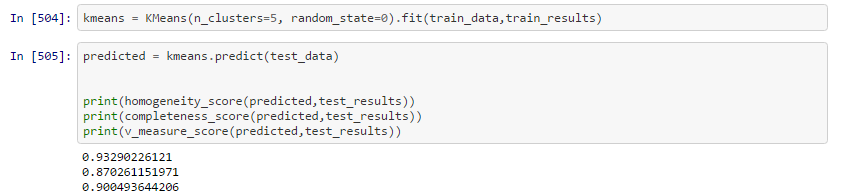 In [504]: kmeans = KMeans(n_clusters=5, random_state=0).fit(train_data,train_results)
In [505]: predicted = kmeans.predict(test_data)
print(homogeneity_score(predicted,test_results))
print(completeness_score(predicted,test_results))
print(v_measure_score(predicted,test_results))
0.93290226121
0.870261151971
0.900493644206